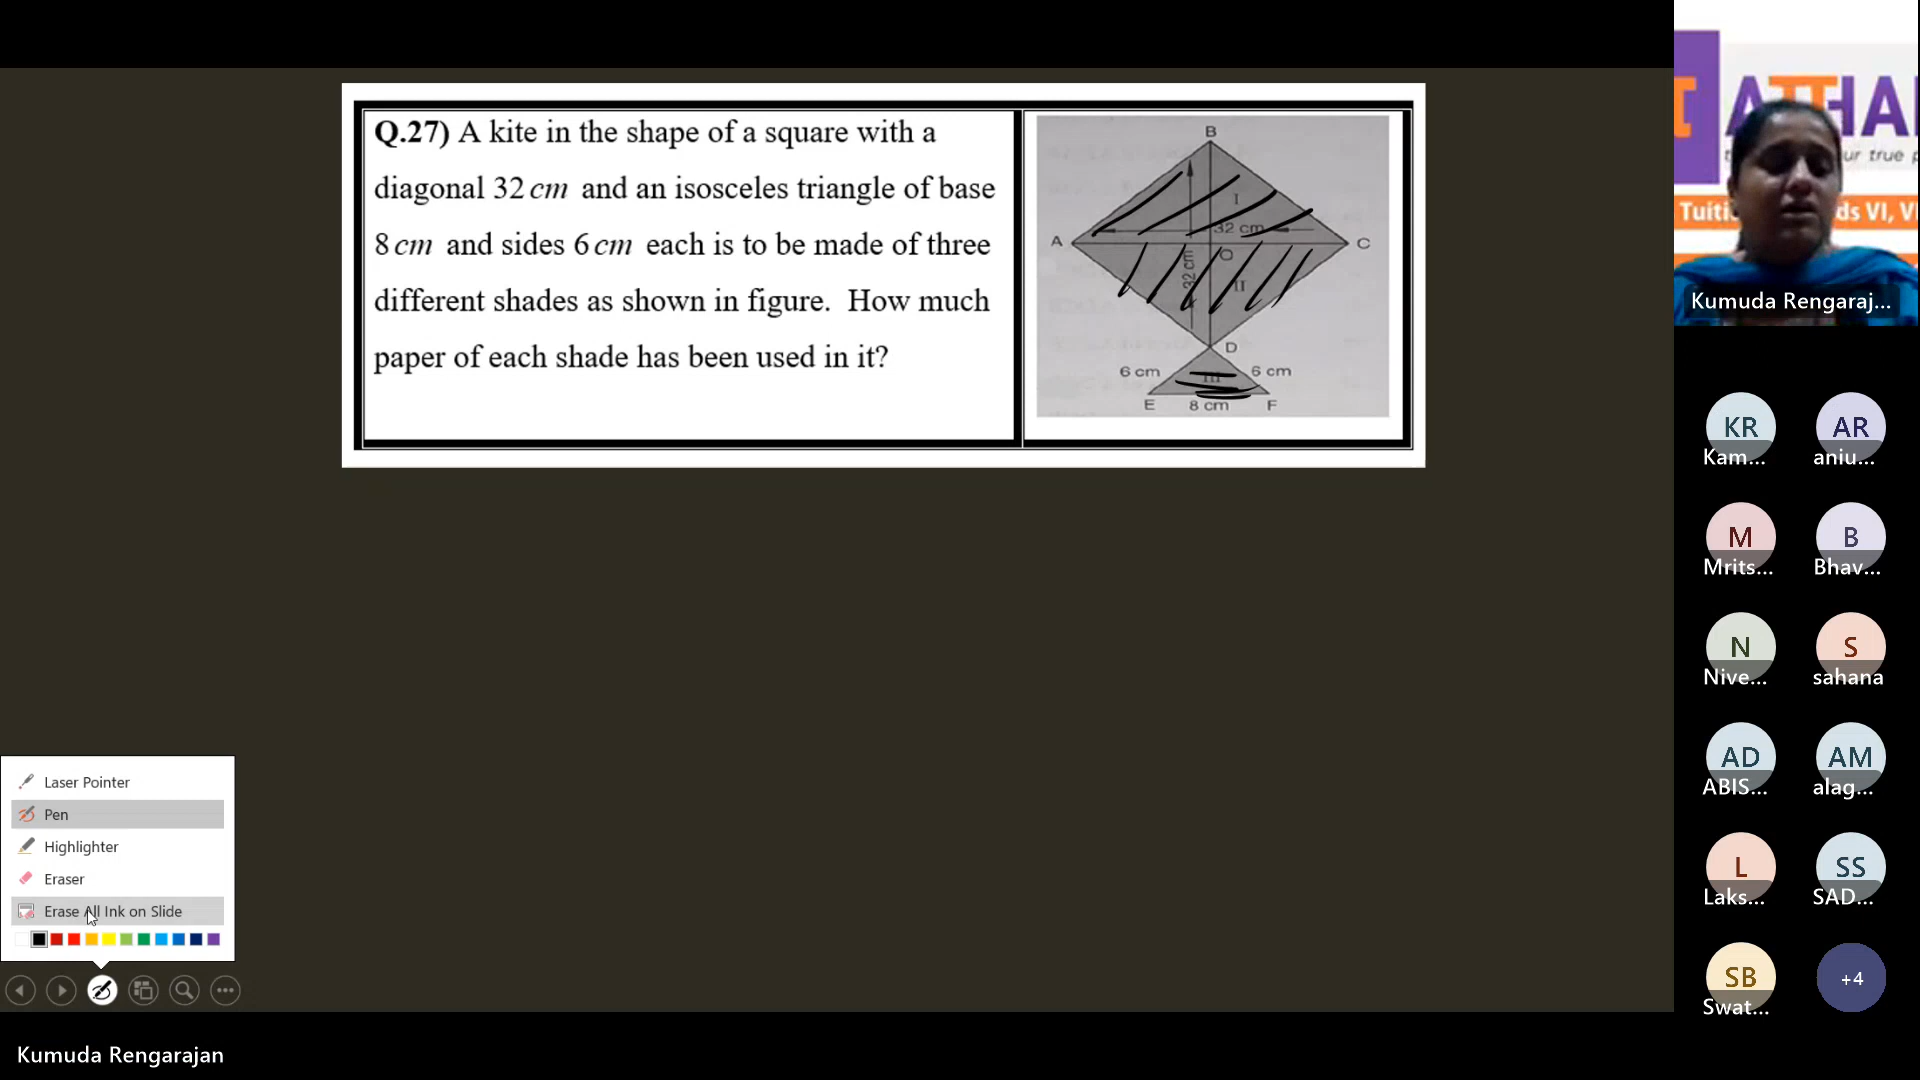 Q.27) A kite in the shape of a square with a
diagonal 32 cm and an isosceles triangle of base
8 cm and sides 6 cm each is to be made of three
different shades as shown in figure. How much
paper of each shade has been used in it?
B
I
32 cm
A
C
O
32 cm
II
D
6 cm
III
6 cm
E
8 cm
F
ur true p
Tuiti
ds VI, V
Kumuda Rengaraj...
KR
Kam...
AR
aniu...
M
Mrits...
B
Bhav...
N
Nive...
S
sahana
AD
ABIS...
AM
alag...
L
Laks...
SS
SAD...
SB
Swat...
+4
Laser Pointer
Pen
Highlighter
Eraser
Erase All Ink on Slide
Kumuda Rengarajan